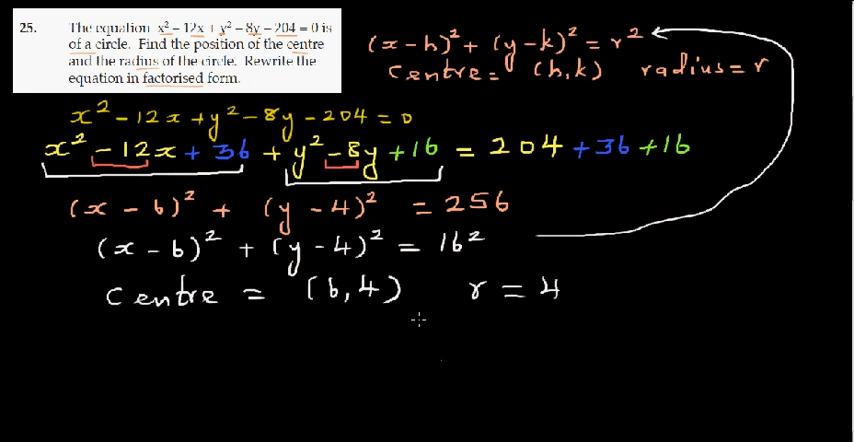 25. The equation x² – 12x + y² – 8y – 204 = 0 is
of a circle. Find the position of the centre
and the radius of the circle. Rewrite the
equation in factorised form.
(x - h)² + (y - k)² = r²
Centre = (h, k) radius = r
x² - 12x + y² - 8y - 204 = 0
x² - 12x + 36 + y² - 8y + 16 = 204 + 36 + 16
(x - 6)² + (y - 4)² = 256
(x - 6)² + (y - 4)² = 16²
Centre = (6, 4) r = 4